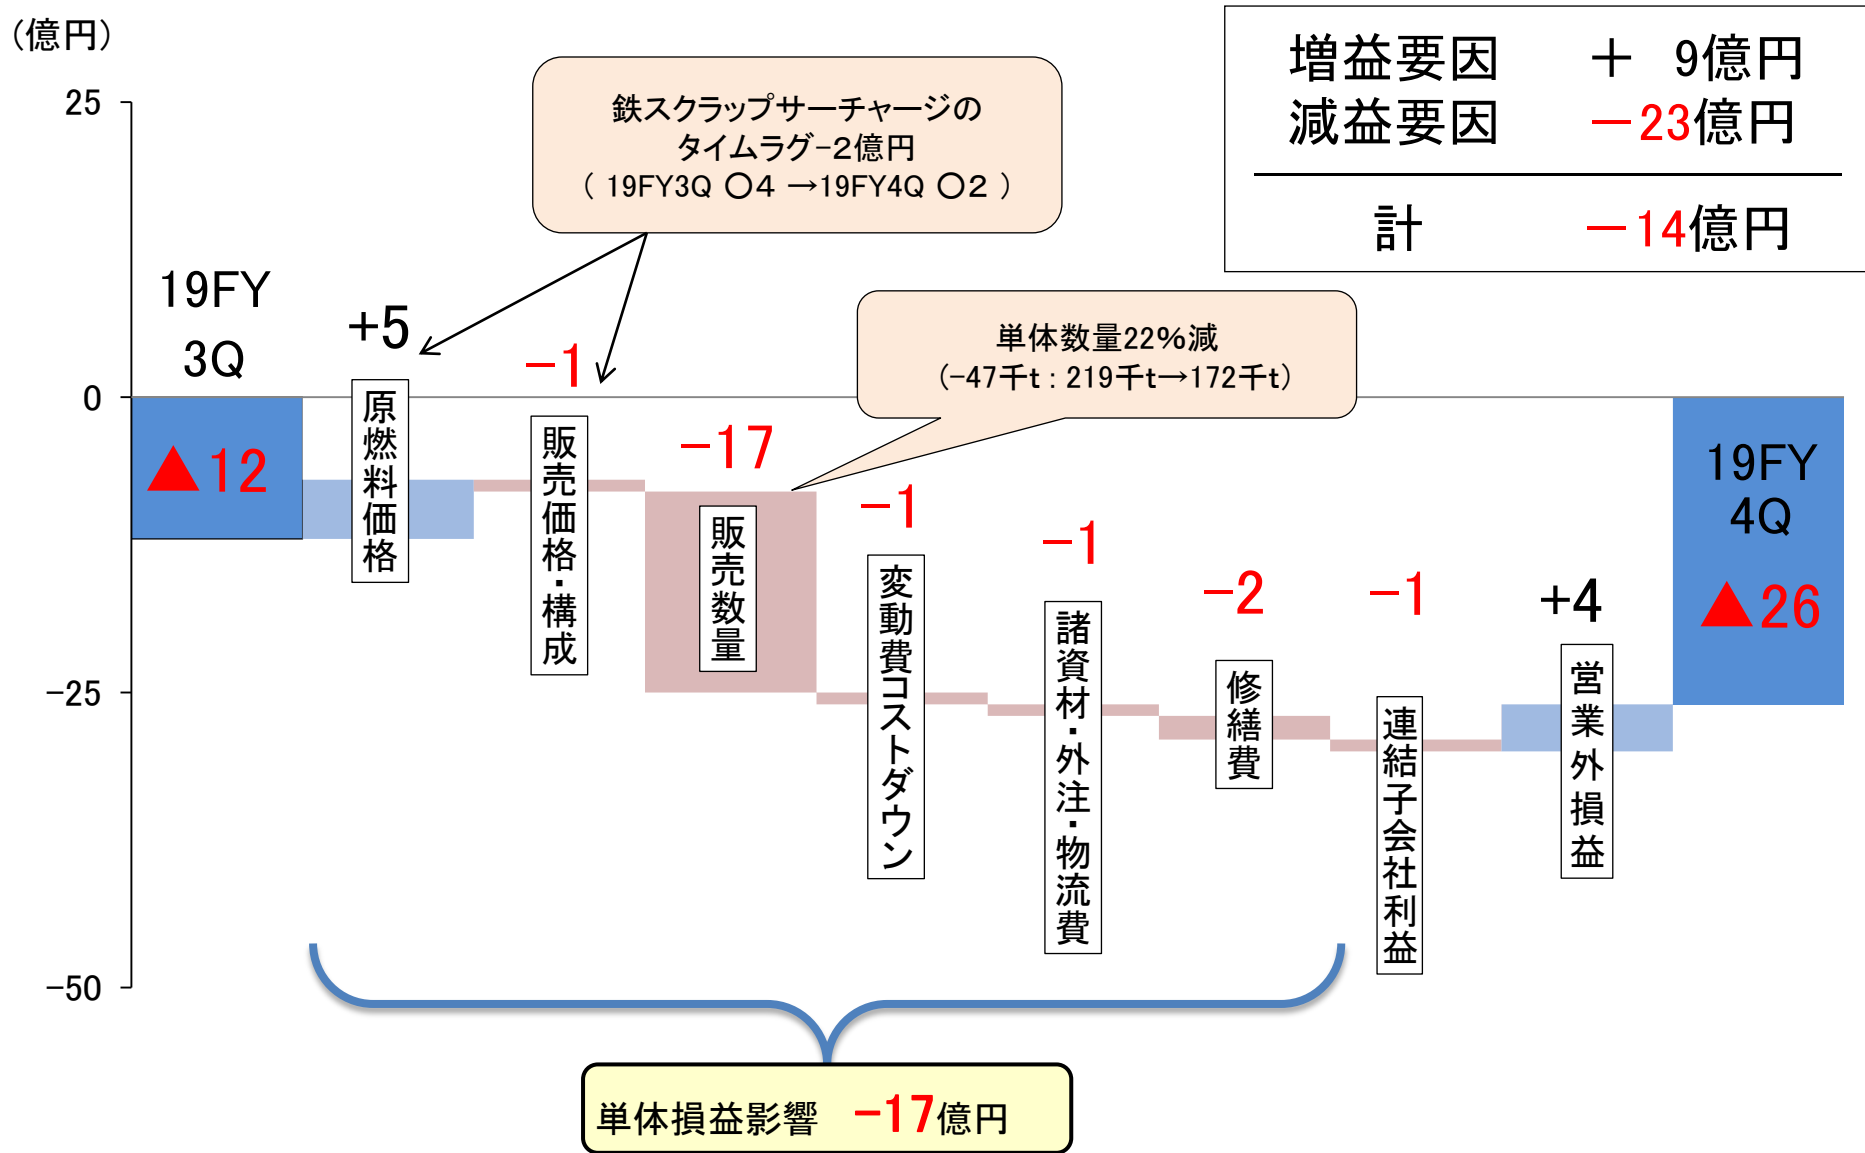 (億円)
増益要因 ＋ 9億円
減益要因 －23億円
計 －14億円
鉄スクラップサーチャージの
タイムラグ-2億円
( 19FY3Q 〇4 →19FY4Q 〇2 )
単体数量22%減
(-47千t : 219千t→172千t)
25
0
-25
-50
19FY
3Q
▲12
+5
原燃料価格
-1
販売価格・構成
-17
販売数量
-1
変動費コストダウン
-1
諸資材・外注・物流費
-2
修繕費
-1
連結子会社利益
+4
営業外損益
19FY
4Q
▲26
単体損益影響 -17億円